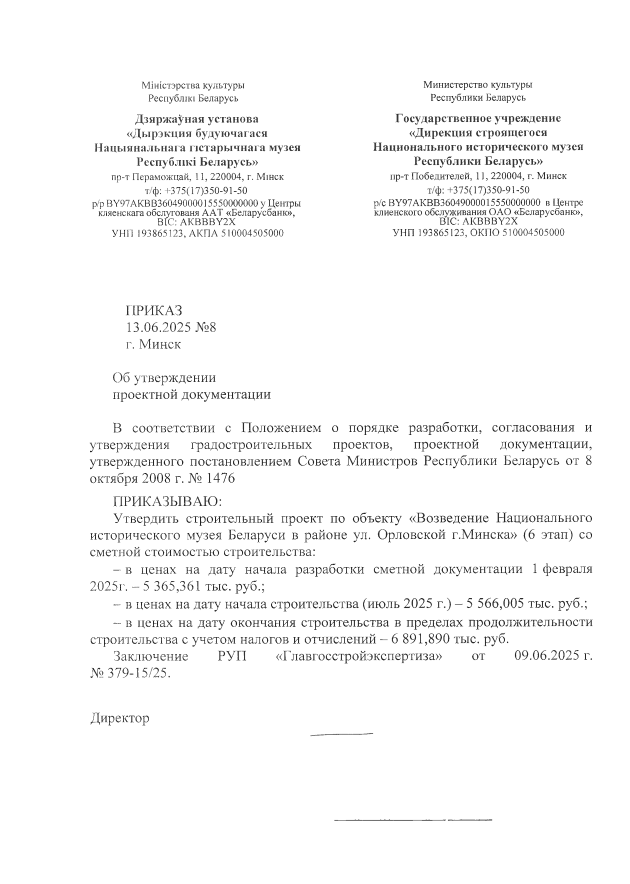 Міністэрства культуры
Рэспублікі Беларусь
Дзяржаўная установа
«Дырэкцыя будуючагася
Нацыянальнага гістарычнага музея
Рэспублікі Беларусь»
пр-т Пераможцаў, 11, 220004, г. Мінск
т/ф: +375(17)350-91-50
р/р BY97AKBB36049000015550000000 у Цэнтры
кліенскага абслугованя ААТ «Беларусбанк»,
BIC: AKBBBY2X
УНП 193865123, АКПА 510004505000
Министерство культуры
Республики Беларусь
Государственное учреждение
«Дирекция строящегося
Национального исторического музея
Республики Беларусь»
пр-т Победителей, 11, 220004, г. Минск
т/ф: +375(17)350-91-50
р/с BY97AKBB36049000015550000000 в Центре
клиенского обслуживания ОАО «Беларусбанк»,
BIC: AKBBBY2X
УНП 193865123, ОКПО 510004505000
ПРИКАЗ
13.06.2025 №8
г. Минск
Об утверждении
проектной документации
В соответствии с Положением о порядке разработки, согласования и
утверждения градостроительных проектов, проектной документации,
утвержденного постановлением Совета Министров Республики Беларусь от 8
октября 2008 г. № 1476
ПРИКАЗЫВАЮ:
Утвердить строительный проект по объекту «Возведение Национального
исторического музея Беларуси в районе ул. Орловской г.Минска» (6 этап) со
сметной стоимостью строительства:
– в ценах на дату начала разработки сметной документации 1 февраля
2025г. – 5 365,361 тыс. руб.;
– в ценах на дату начала строительства (июль 2025 г.) – 5 566,005 тыс. руб.;
– в ценах на дату окончания строительства в пределах продолжительности
строительства с учетом налогов и отчислений – 6 891,890 тыс. руб.
Заключение РУП «Главгосстройэкспертиза» от 09.06.2025 г.
№ 379-15/25.
Директор